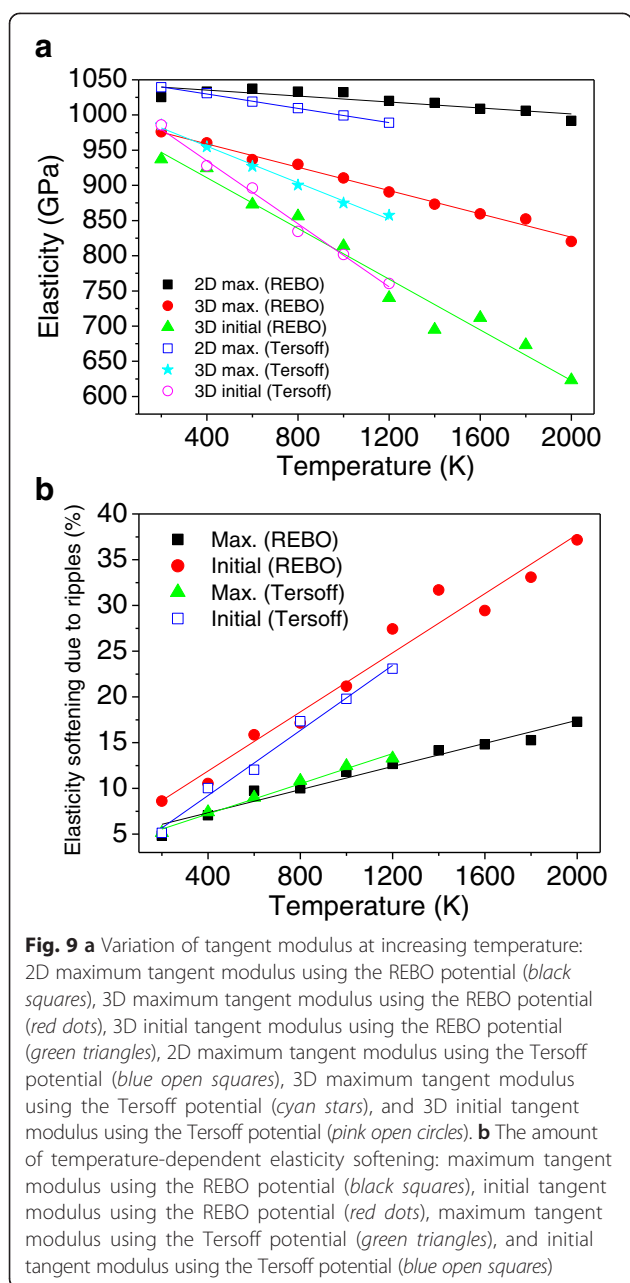 a
1050
1000
950
900
850
800
750
700
650
600
Elasticity (GPa)
2D max. (REBO)
3D max. (REBO)
3D initial (REBO)
2D max. (Tersoff)
3D max. (Tersoff)
3D initial (Tersoff)
400 800 1200 1600 2000
Temperature (K)
b
40
35
30
25
20
15
10
5
Elasticity softening due to ripples (%)
Max. (REBO)
Initial (REBO)
Max. (Tersoff)
Initial (Tersoff)
400 800 1200 1600 2000
Temperature (K)
Fig. 9 a Variation of tangent modulus at increasing temperature:
2D maximum tangent modulus using the REBO potential (black
squares), 3D maximum tangent modulus using the REBO potential
(red dots), 3D initial tangent modulus using the REBO potential
(green triangles), 2D maximum tangent modulus using the Tersoff
potential (blue open squares), 3D maximum tangent modulus
using the Tersoff potential (cyan stars), and 3D initial tangent
modulus using the Tersoff potential (pink open circles). b The amount
of temperature-dependent elasticity softening: maximum tangent
modulus using the REBO potential (black squares), initial tangent
modulus using the REBO potential (red dots), maximum tangent
modulus using the Tersoff potential (green triangles), and initial
tangent modulus using the Tersoff potential (blue open squares)